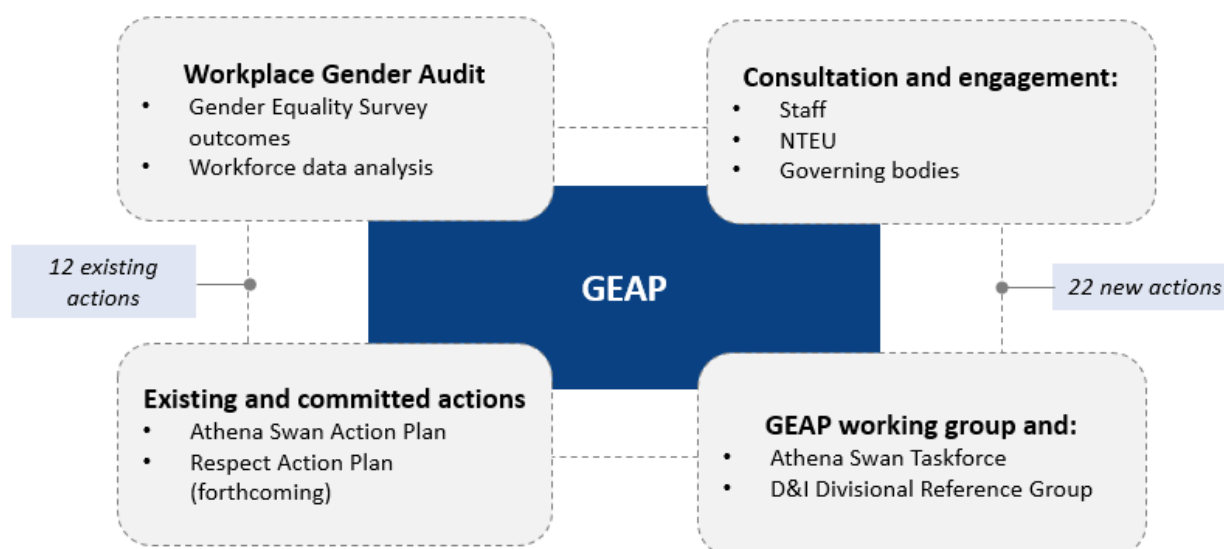 Workplace Gender Audit
• Gender Equality Survey
outcomes
• Workforce data analysis
Consultation and engagement:
• Staff
• NTEU
• Governing bodies
12 existing
actions
GEAP
22 new actions
Existing and committed actions
• Athena Swan Action Plan
• Respect Action Plan
(forthcoming)
GEAP working group and:
• Athena Swan Taskforce
• D&I Divisional Reference Group